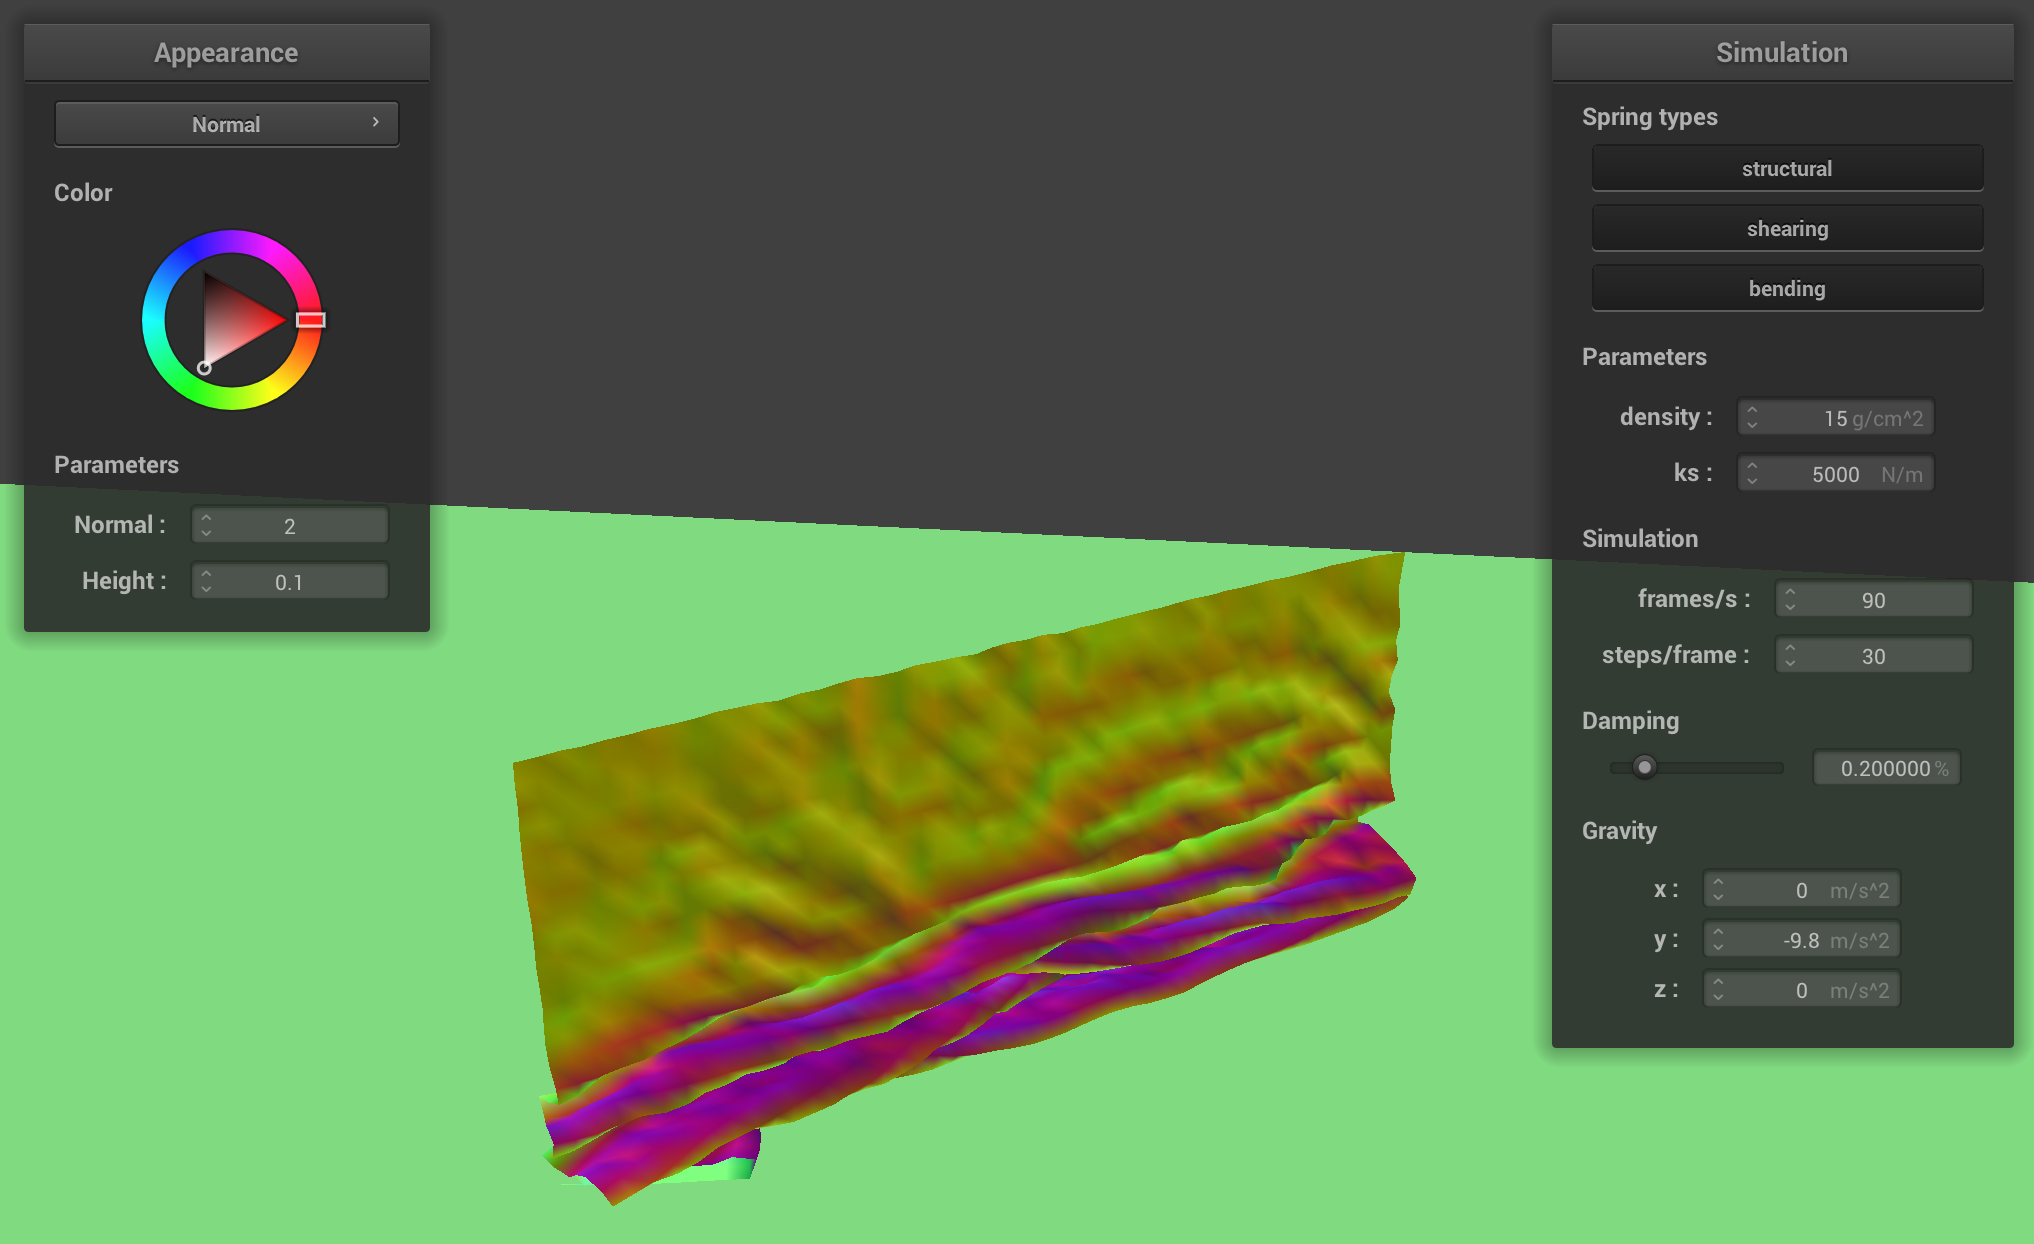 Appearance
Normal
Color
Parameters
Normal : 2
Height : 0.1
Simulation
Spring types
structural
shearing
bending
Parameters
density : 15 g/cm^2
ks : 5000 N/m
Simulation
frames/s : 90
steps/frame : 30
Damping
0.200000 %
Gravity
x : 0 m/s^2
y : -9.8 m/s^2
z : 0 m/s^2